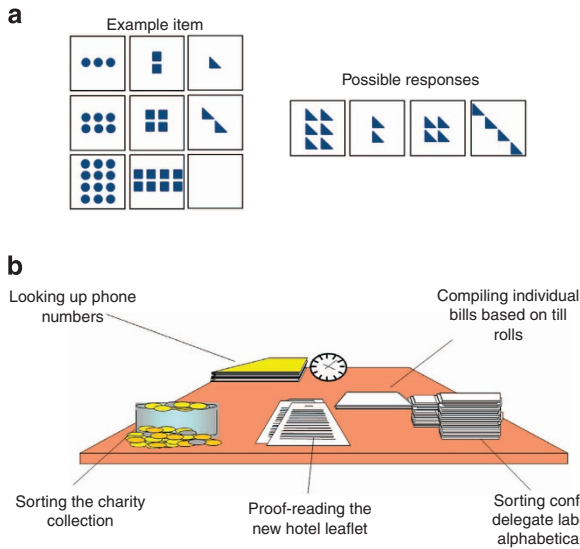 a
Example item
Possible responses
b
Looking up phone
numbers
Compiling individual
bills based on till
rolls
Sorting the charity
collection
Proof-reading the
new hotel leaflet
Sorting conf
delegate lab
alphabetica